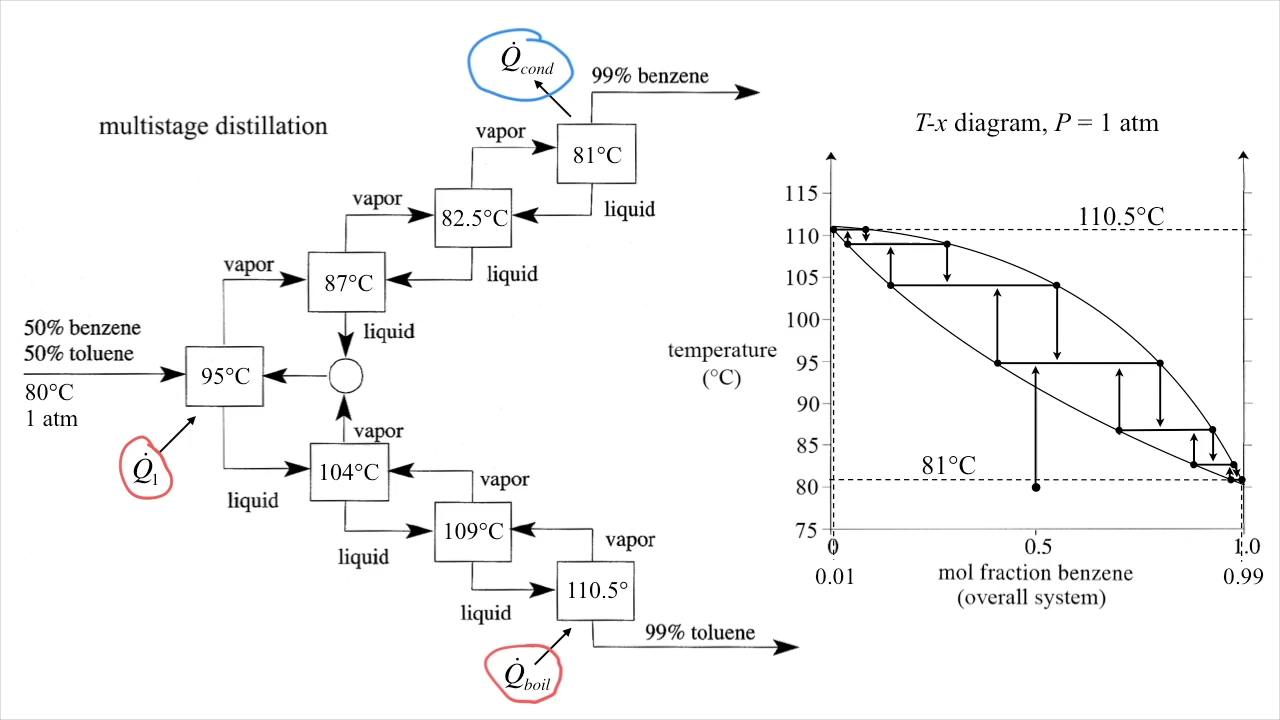 multistage distillation
Q̇cond
99% benzene
vapor
81°C
liquid
vapor
82.5°C
liquid
vapor
87°C
liquid
50% benzene
50% toluene
80°C
1 atm
95°C
Q̇1
vapor
104°C
liquid
vapor
109°C
liquid
vapor
110.5°
liquid
99% toluene
Q̇boil
T-x diagram, P = 1 atm
115
110
105
100
95
90
85
80
75
110.5°C
81°C
temperature
(°C)
0
0.5
1.0
0.01
0.99
mol fraction benzene
(overall system)